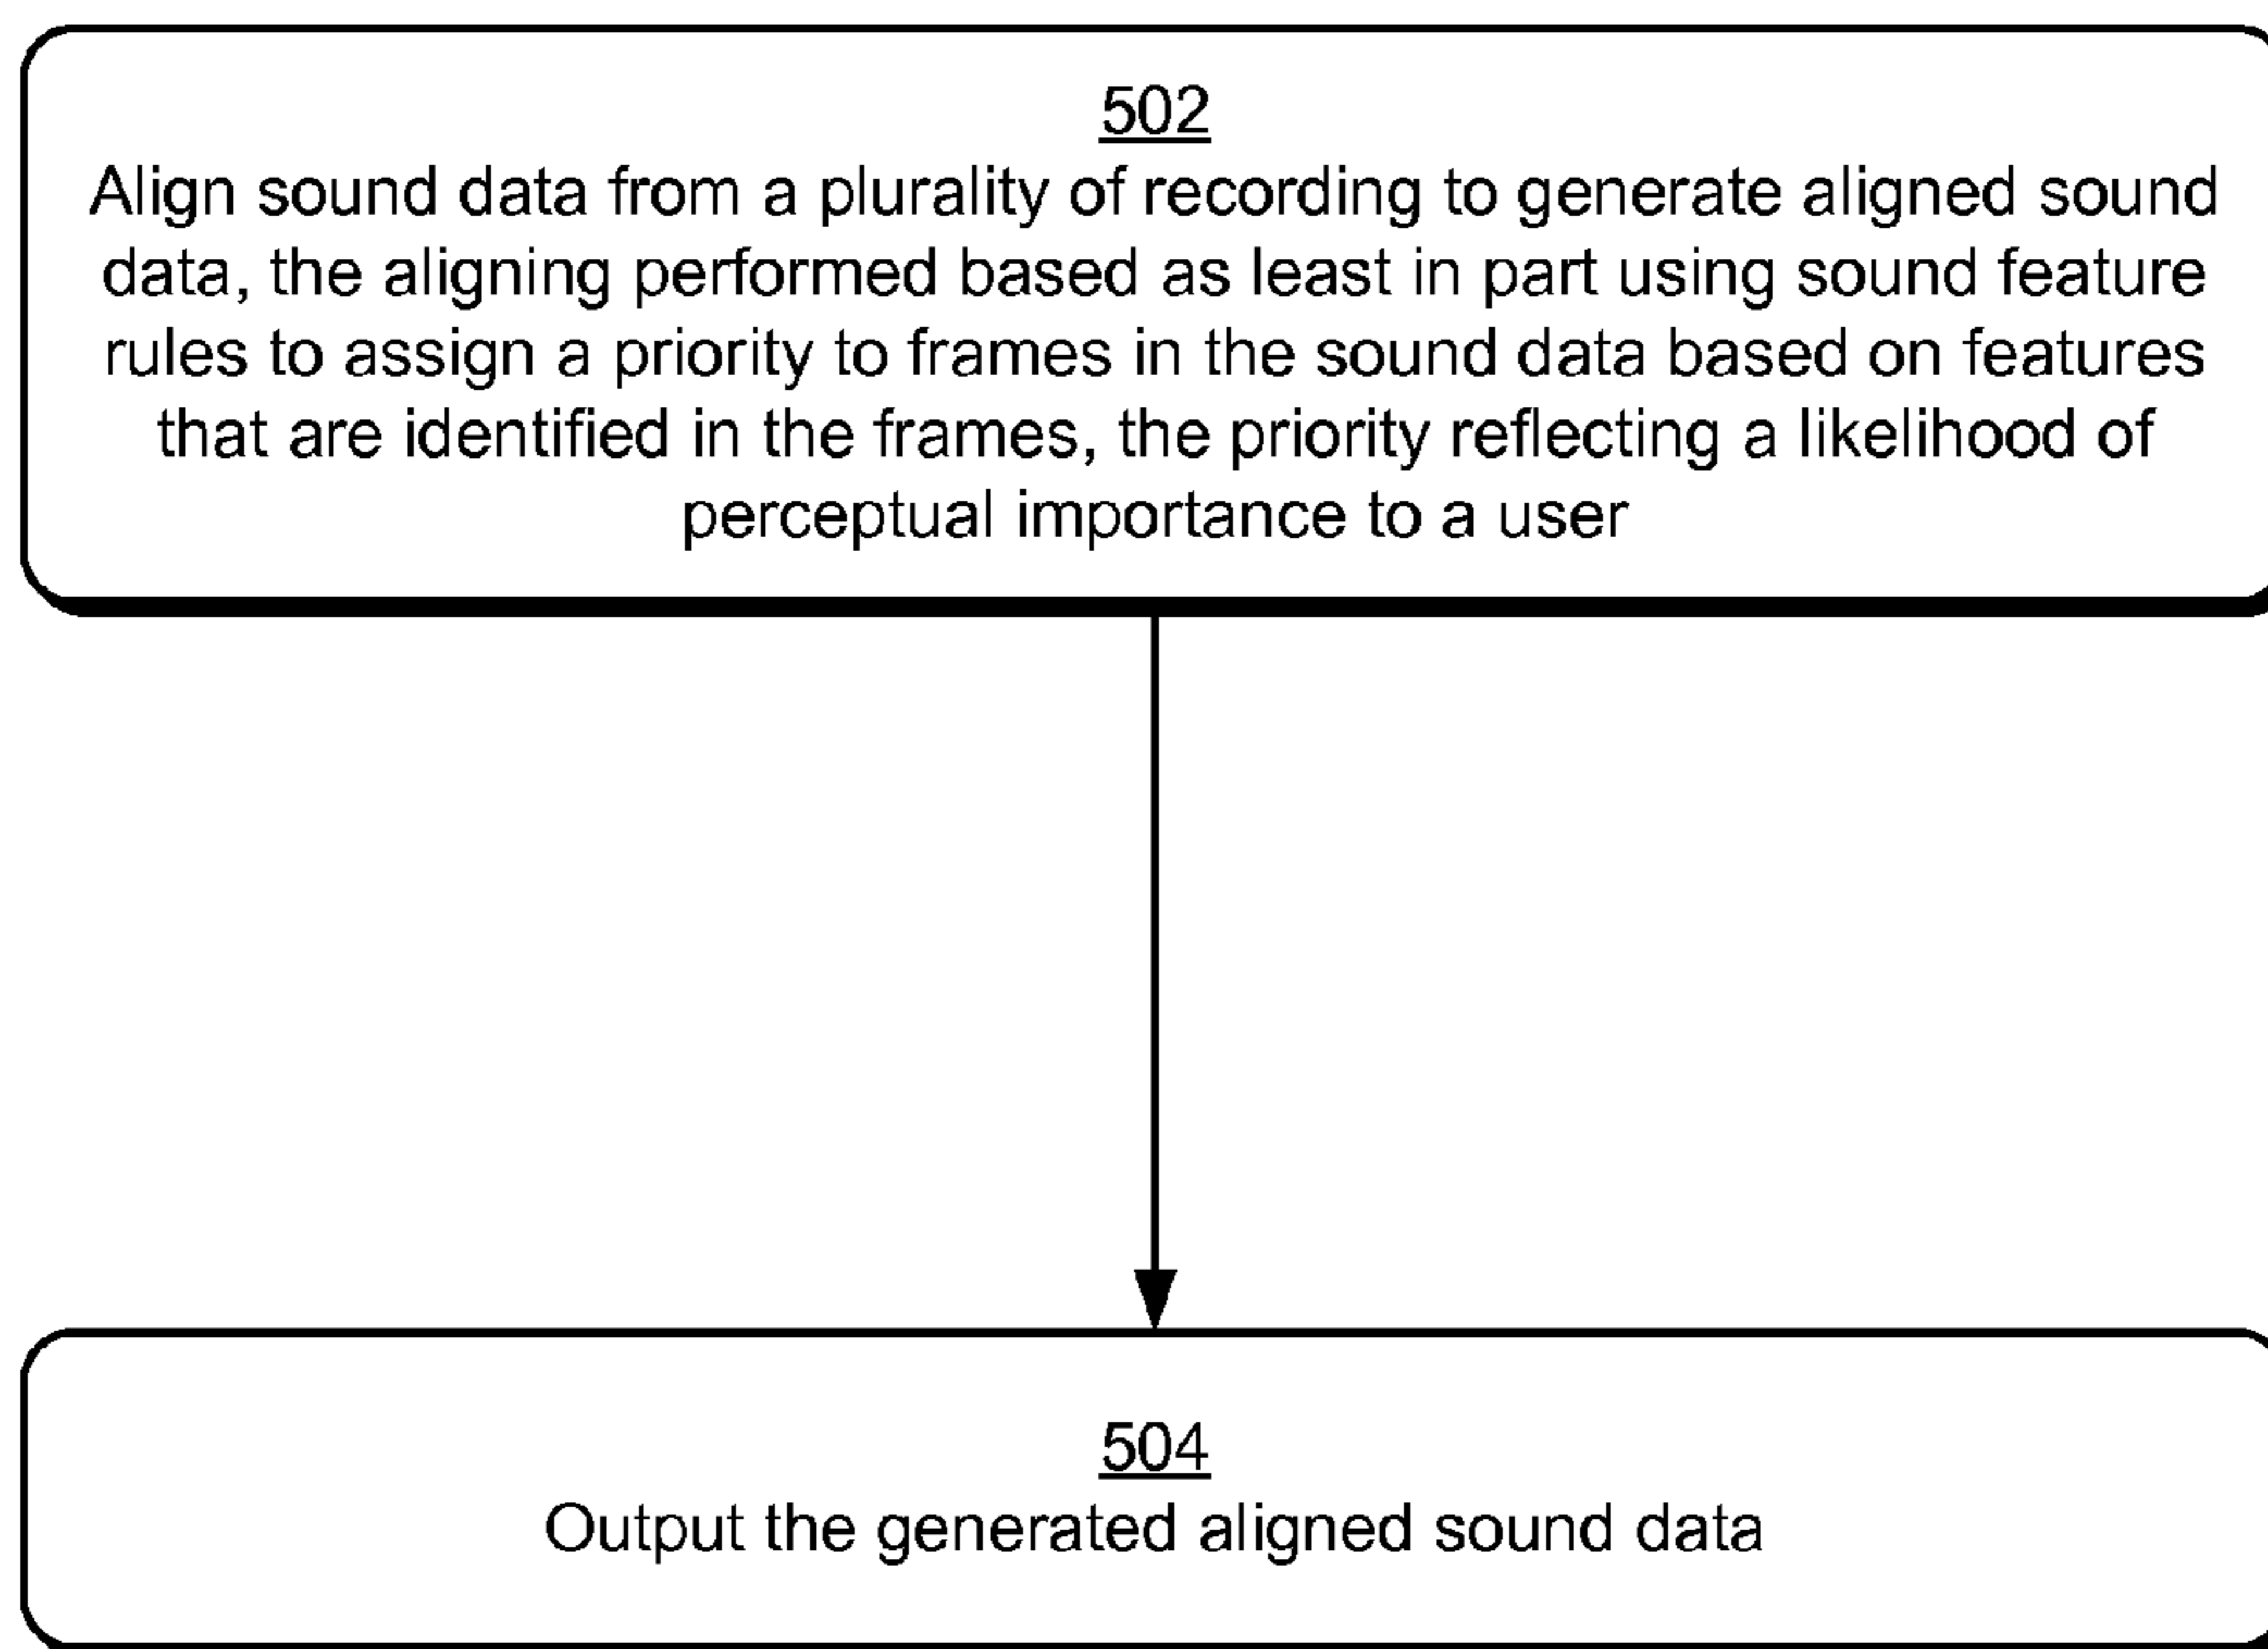 502
Align sound data from a plurality of recording to generate aligned sound
data, the aligning performed based as least in part using sound feature
rules to assign a priority to frames in the sound data based on features
that are identified in the frames, the priority reflecting a likelihood of
perceptual importance to a user
504
Output the generated aligned sound data